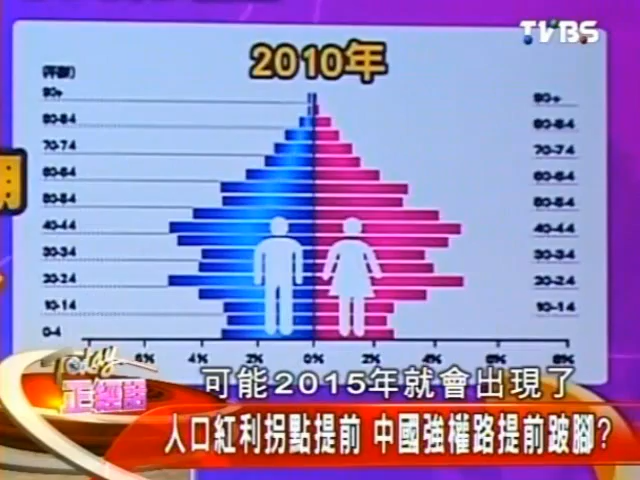 TVBS
2010年
(年齡)
90+ 90+
80-84 80-84
70-74 70-74
60-64 60-64
50-54 50-54
40-44 40-44
30-34 30-34
20-24 20-24
10-14 10-14
0-4
6% 4% 2% 0% 2% 4% 6% 8%
期
Today
正經話
可能2015年就會出現了
人口紅利拐點提前 中國強權路提前跛腳?